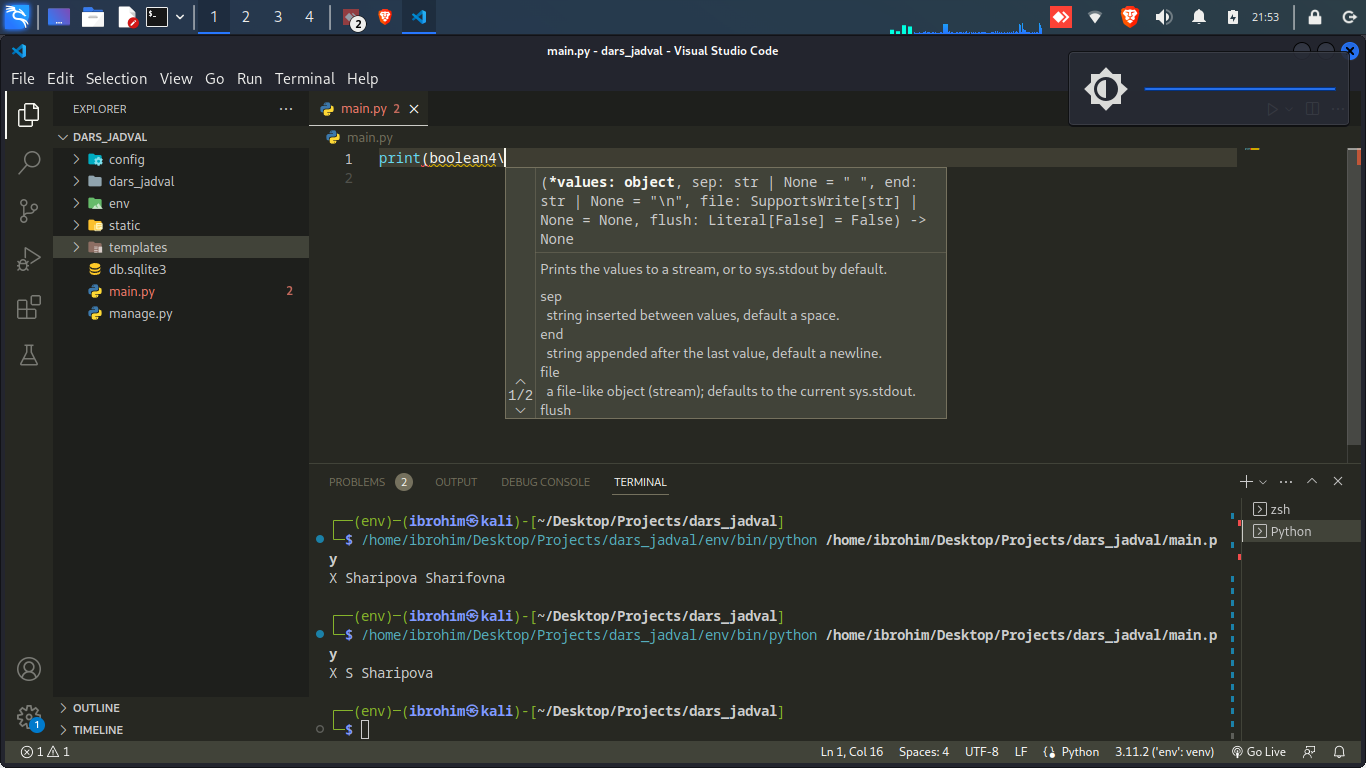 1 2 3 4 2 21:53
main.py - dars_jadval - Visual Studio Code
File Edit Selection View Go Run Terminal Help
EXPLORER
DARS_JADVAL
config
dars_jadval
env
static
templates
db.sqlite3
main.py 2
manage.py
OUTLINE
TIMELINE
main.py 2
main.py
1 print(boolean4\
2
(*values: object, sep: str | None = " ", end:
str | None = "\n", file: SupportsWrite[str] |
None = None, flush: Literal[False] = False) ->
None
Prints the values to a stream, or to sys.stdout by default.
sep
string inserted between values, default a space.
end
string appended after the last value, default a newline.
file
a file-like object (stream); defaults to the current sys.stdout.
flush
1/2
PROBLEMS 2 OUTPUT DEBUG CONSOLE TERMINAL
┌──(env)─(ibrohim㉿kali)-[~/Desktop/Projects/dars_jadval]
└─$ /home/ibrohim/Desktop/Projects/dars_jadval/env/bin/python /home/ibrohim/Desktop/Projects/dars_jadval/main.p
y
X Sharipova Sharifovna
┌──(env)─(ibrohim㉿kali)-[~/Desktop/Projects/dars_jadval]
└─$ /home/ibrohim/Desktop/Projects/dars_jadval/env/bin/python /home/ibrohim/Desktop/Projects/dars_jadval/main.p
y
X S Sharipova
┌──(env)─(ibrohim㉿kali)-[~/Desktop/Projects/dars_jadval]
└─$
zsh
Python
1
1 1 Ln 1, Col 16 Spaces: 4 UTF-8 LF Python 3.11.2 ('env': venv) Go Live